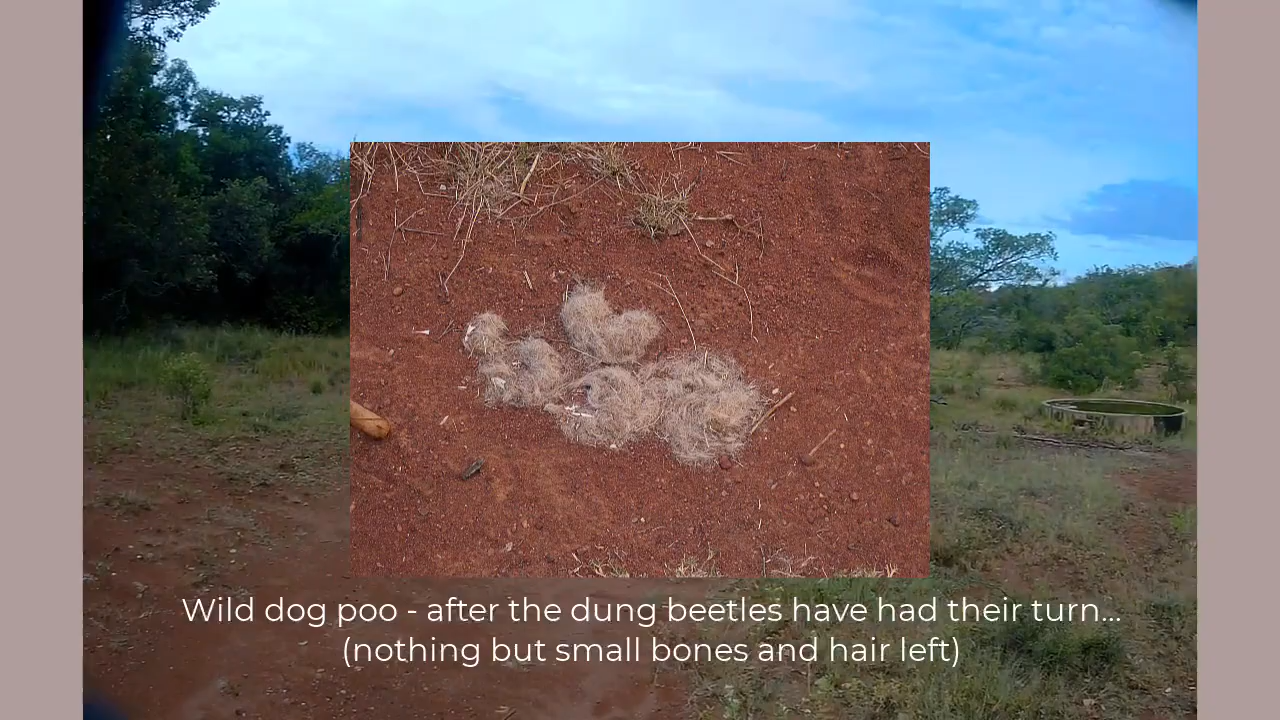 Wild dog poo - after the dung beetles have had their turn...
(nothing but small bones and hair left)